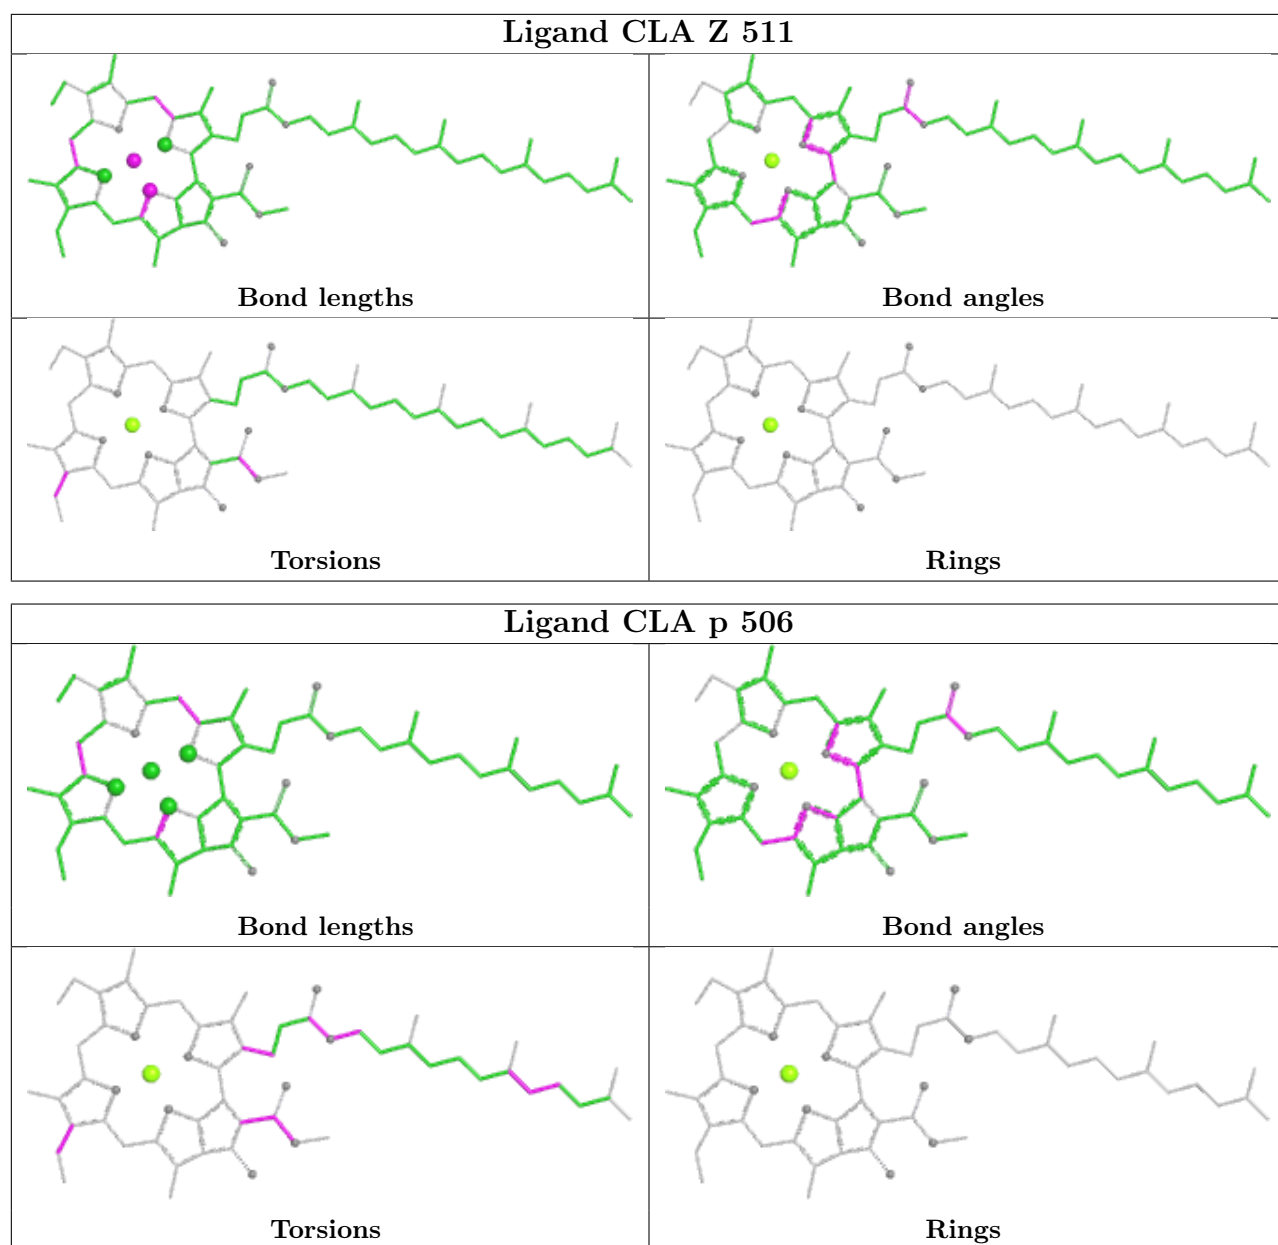 Ligand CLA Z 511
Bond lengths
Bond angles
Torsions
Rings
Ligand CLA p 506
Bond lengths
Bond angles
Torsions
Rings